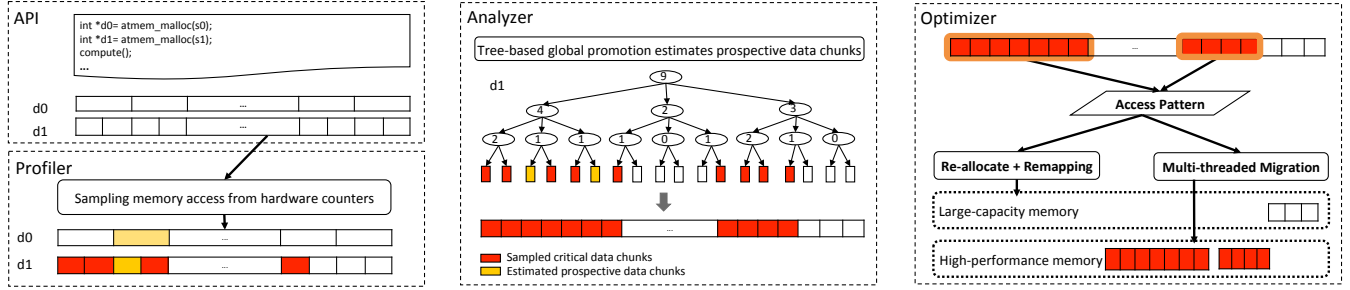 API
int *d0= atmem_malloc(s0);
int *d1= atmem_malloc(s1);
compute();
...
d0
...
d1
...
Profiler
Sampling memory access from hardware counters
d0
...
d1
...
Analyzer
Tree-based global promotion estimates prospective data chunks
d1
9
4 2 3
2 1 1 1 0 1 2 1 0
...
Sampled critical data chunks
Estimated prospective data chunks
Optimizer
...
Access Pattern
Re-allocate + Remapping
Multi-threaded Migration
Large-capacity memory
High-performance memory